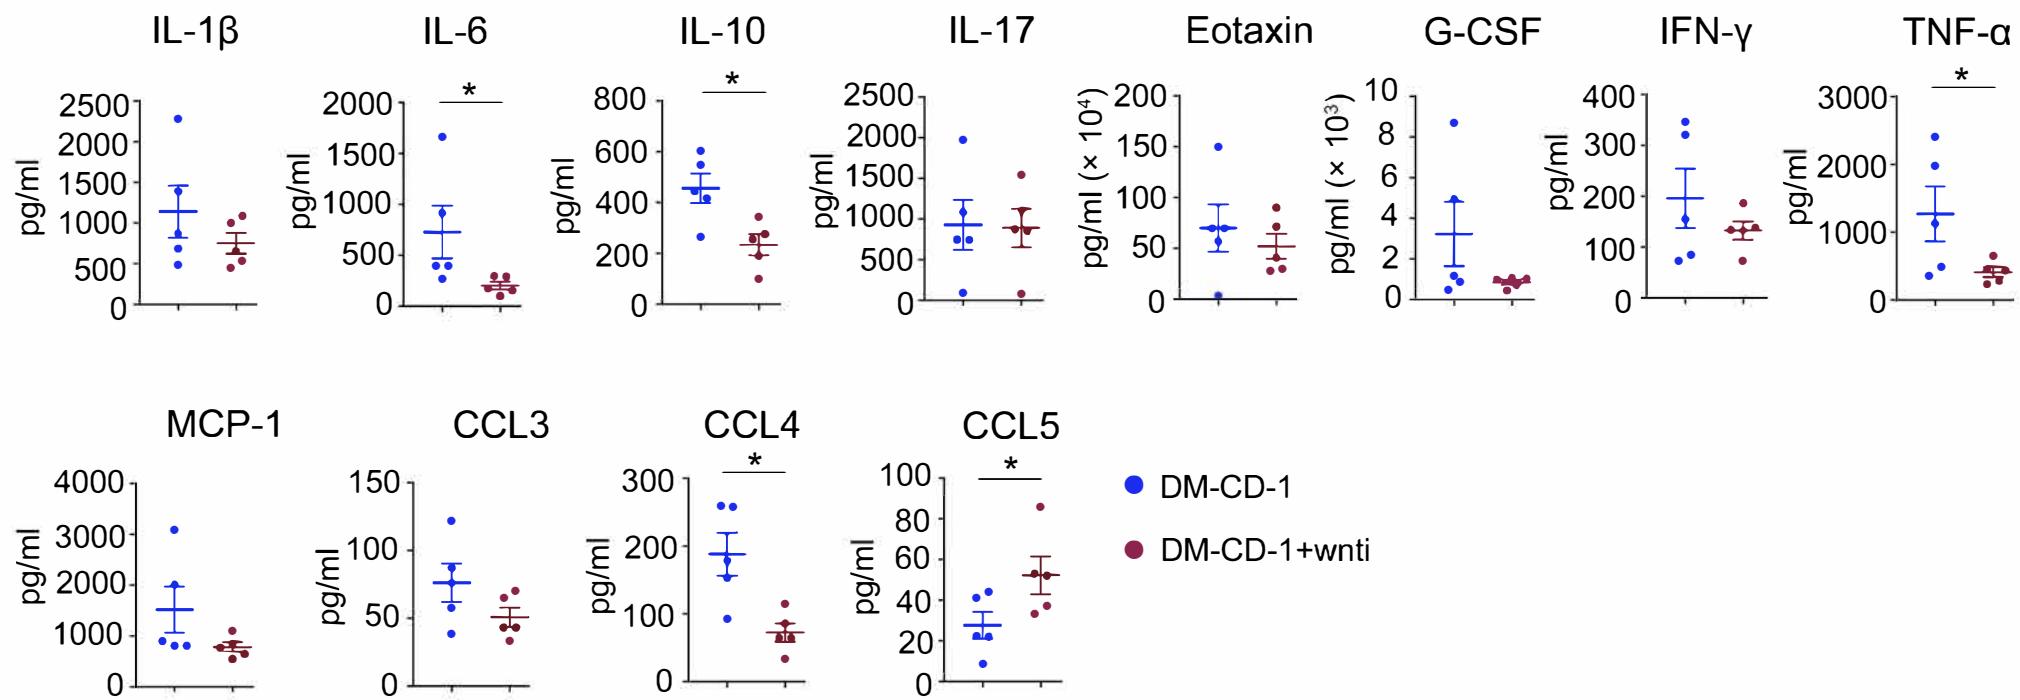 IL-1β IL-6 IL-10 IL-17 Eotaxin G-CSF IFN-γ TNF-α
* * *
pg/ml 2500 2000 1500 1000 500 0
pg/ml 2000 1500 1000 500 0
pg/ml 800 600 400 200 0
pg/ml 2500 2000 1500 1000 500 0
pg/ml (× 10⁴) 200 150 100 50 0
pg/ml (× 10³) 10 8 6 4 2 0
pg/ml 400 300 200 100 0
pg/ml 3000 2000 1000 0
MCP-1 CCL3 CCL4 CCL5
* *
pg/ml 4000 3000 2000 1000 0
pg/ml 150 100 50 0
pg/ml 300 200 100 0
pg/ml 100 80 60 40 20 0
DM-CD-1
DM-CD-1+wnti